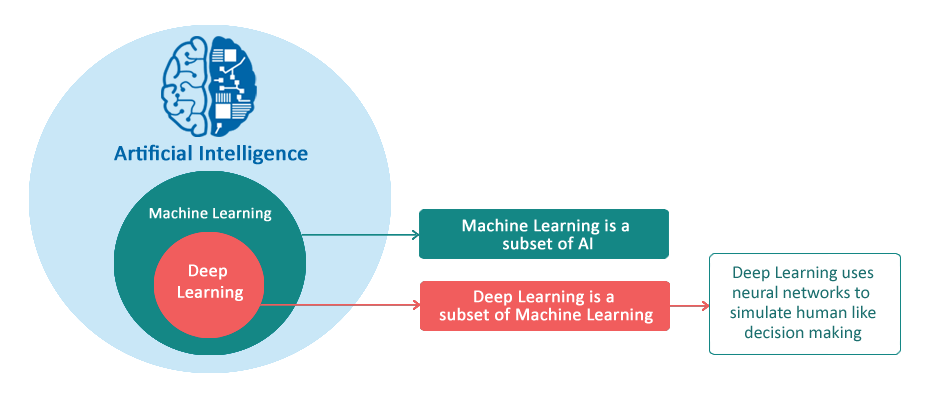 Artificial Intelligence
Machine Learning
Deep
Learning
Machine Learning is a
subset of AI
Deep Learning is a
subset of Machine Learning
Deep Learning uses
neural networks to
simulate human like
decision making